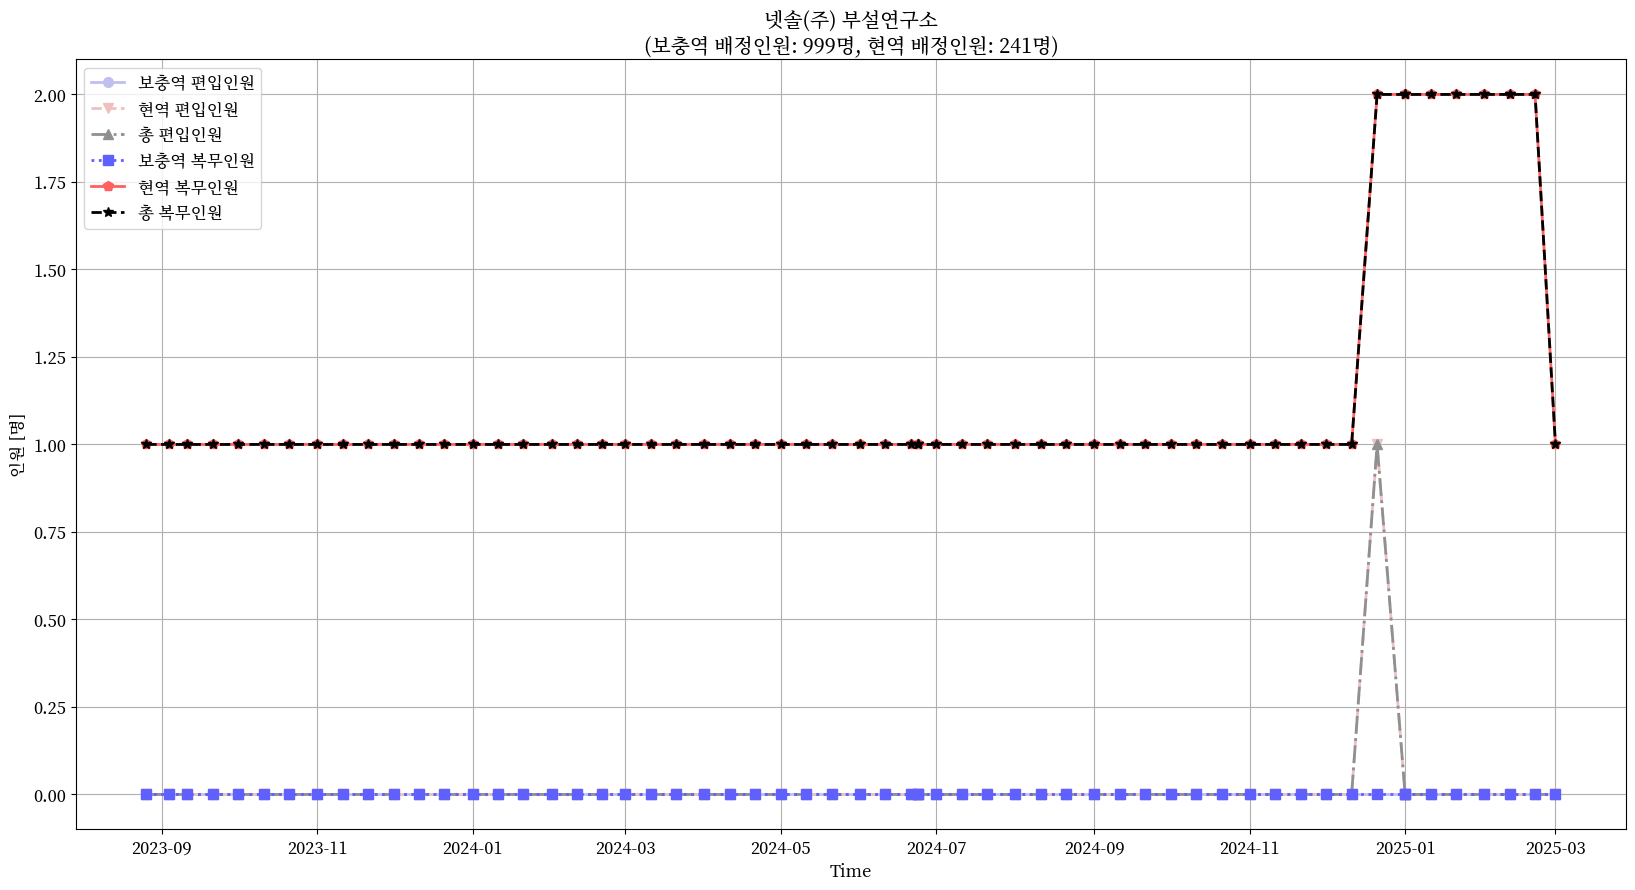 넷솔(주) 부설연구소
(보충역 배정인원: 999명, 현역 배정인원: 241명)
보충역 편입인원
현역 편입인원
총 편입인원
보충역 복무인원
현역 복무인원
총 복무인원
2.00
1.75
1.50
1.25
1.00
0.75
0.50
0.25
0.00
인원 [명]
2023-09
2023-11
2024-01
2024-03
2024-05
2024-07
2024-09
2024-11
2025-01
2025-03
Time